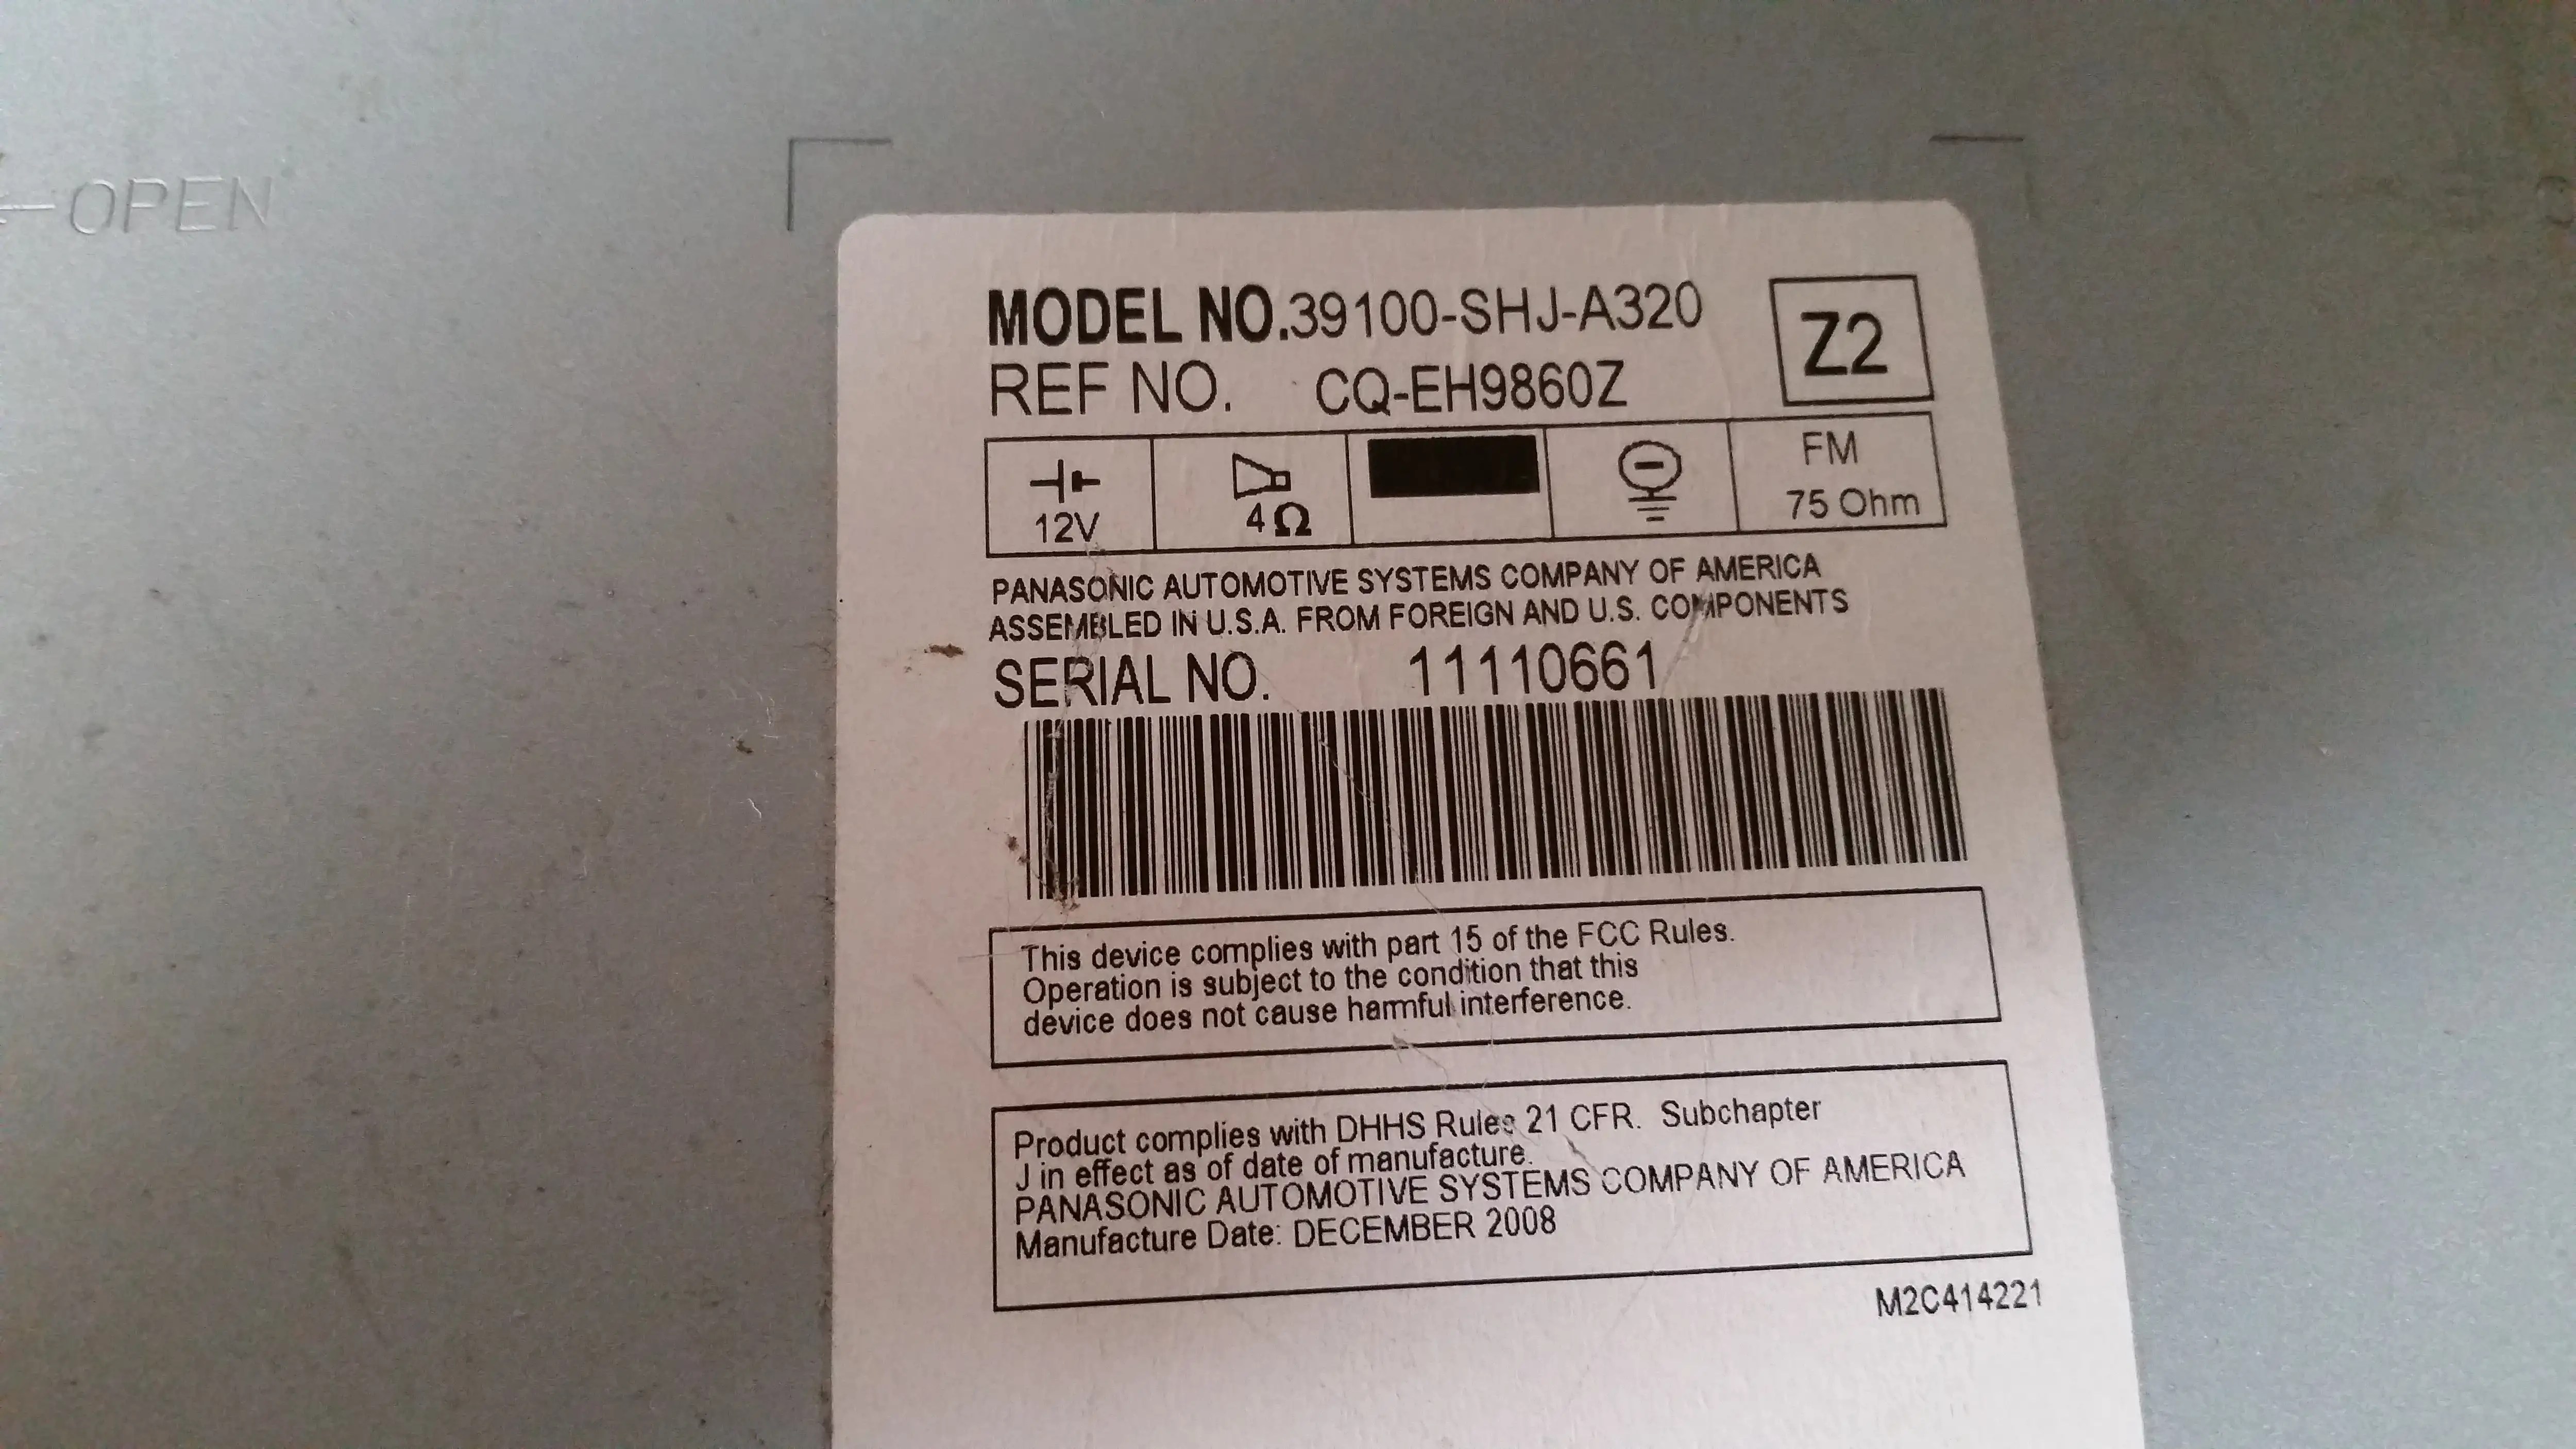 OPEN
MODEL NO.39100-SHJ-A320
Z2
REF NO. CQ-EH9860Z
12V
4Ω
FM
75 Ohm
PANASONIC AUTOMOTIVE SYSTEMS COMPANY OF AMERICA
ASSEMBLED IN U.S.A. FROM FOREIGN AND U.S. COMPONENTS
SERIAL NO. 11110661
This device complies with part 15 of the FCC Rules.
Operation is subject to the condition that this
device does not cause harmful interference.
Product complies with DHHS Rules 21 CFR. Subchapter
J in effect as of date of manufacture.
PANASONIC AUTOMOTIVE SYSTEMS COMPANY OF AMERICA
Manufacture Date: DECEMBER 2008
M2C414221